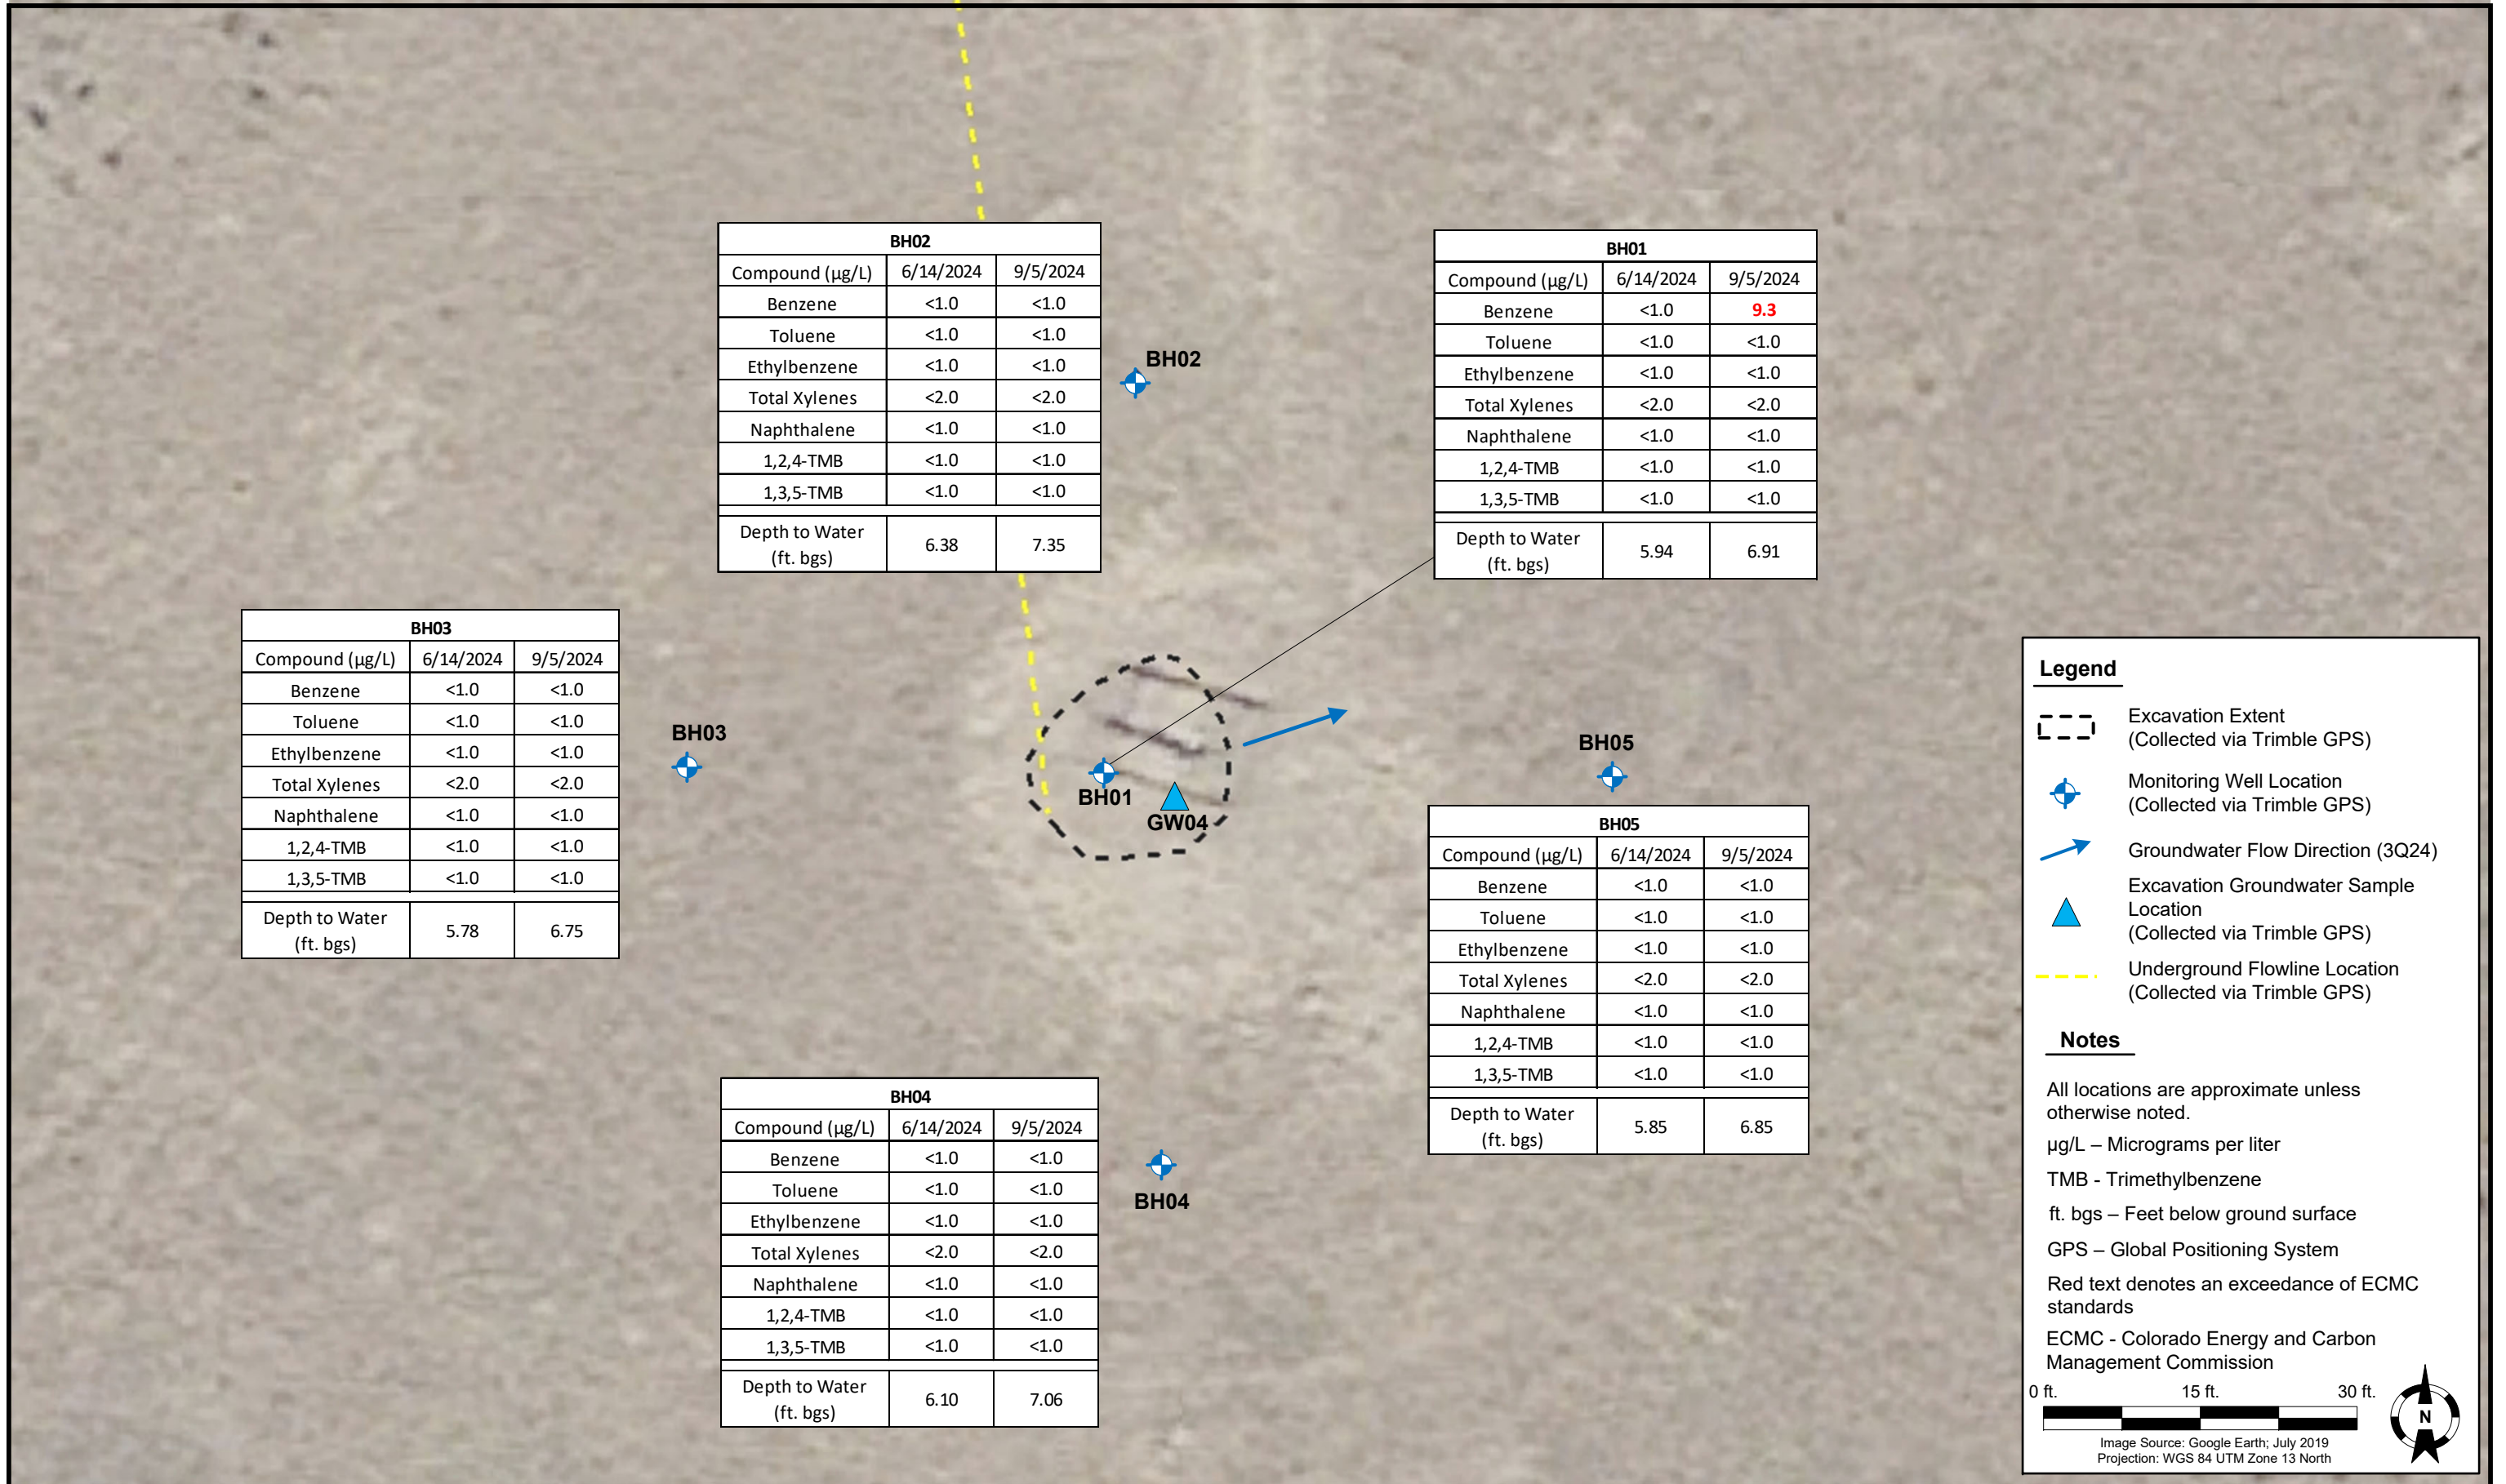 BH02
Compound (µg/L) 6/14/2024 9/5/2024
Benzene <1.0 <1.0
Toluene <1.0 <1.0
Ethylbenzene <1.0 <1.0
Total Xylenes <2.0 <2.0
Naphthalene <1.0 <1.0
1,2,4-TMB <1.0 <1.0
1,3,5-TMB <1.0 <1.0
Depth to Water
(ft. bgs) 6.38 7.35
BH02
BH01
Compound (µg/L) 6/14/2024 9/5/2024
Benzene <1.0 9.3
Toluene <1.0 <1.0
Ethylbenzene <1.0 <1.0
Total Xylenes <2.0 <2.0
Naphthalene <1.0 <1.0
1,2,4-TMB <1.0 <1.0
1,3,5-TMB <1.0 <1.0
Depth to Water
(ft. bgs) 5.94 6.91
BH03
Compound (µg/L) 6/14/2024 9/5/2024
Benzene <1.0 <1.0
Toluene <1.0 <1.0
Ethylbenzene <1.0 <1.0
Total Xylenes <2.0 <2.0
Naphthalene <1.0 <1.0
1,2,4-TMB <1.0 <1.0
1,3,5-TMB <1.0 <1.0
Depth to Water
(ft. bgs) 5.78 6.75
BH03
BH01
GW04
BH05
BH05
Compound (µg/L) 6/14/2024 9/5/2024
Benzene <1.0 <1.0
Toluene <1.0 <1.0
Ethylbenzene <1.0 <1.0
Total Xylenes <2.0 <2.0
Naphthalene <1.0 <1.0
1,2,4-TMB <1.0 <1.0
1,3,5-TMB <1.0 <1.0
Depth to Water
(ft. bgs) 5.85 6.85
BH04
Compound (µg/L) 6/14/2024 9/5/2024
Benzene <1.0 <1.0
Toluene <1.0 <1.0
Ethylbenzene <1.0 <1.0
Total Xylenes <2.0 <2.0
Naphthalene <1.0 <1.0
1,2,4-TMB <1.0 <1.0
1,3,5-TMB <1.0 <1.0
Depth to Water
(ft. bgs) 6.10 7.06
BH04
Legend
Excavation Extent
(Collected via Trimble GPS)
Monitoring Well Location
(Collected via Trimble GPS)
Groundwater Flow Direction (3Q24)
Excavation Groundwater Sample
Location
(Collected via Trimble GPS)
Underground Flowline Location
(Collected via Trimble GPS)
Notes
All locations are approximate unless
otherwise noted.
µg/L – Micrograms per liter
TMB - Trimethylbenzene
ft. bgs – Feet below ground surface
GPS – Global Positioning System
Red text denotes an exceedance of ECMC
standards
ECMC - Colorado Energy and Carbon
Management Commission
0 ft. 15 ft. 30 ft.
N
Image Source: Google Earth; July 2019
Projection: WGS 84 UTM Zone 13 North